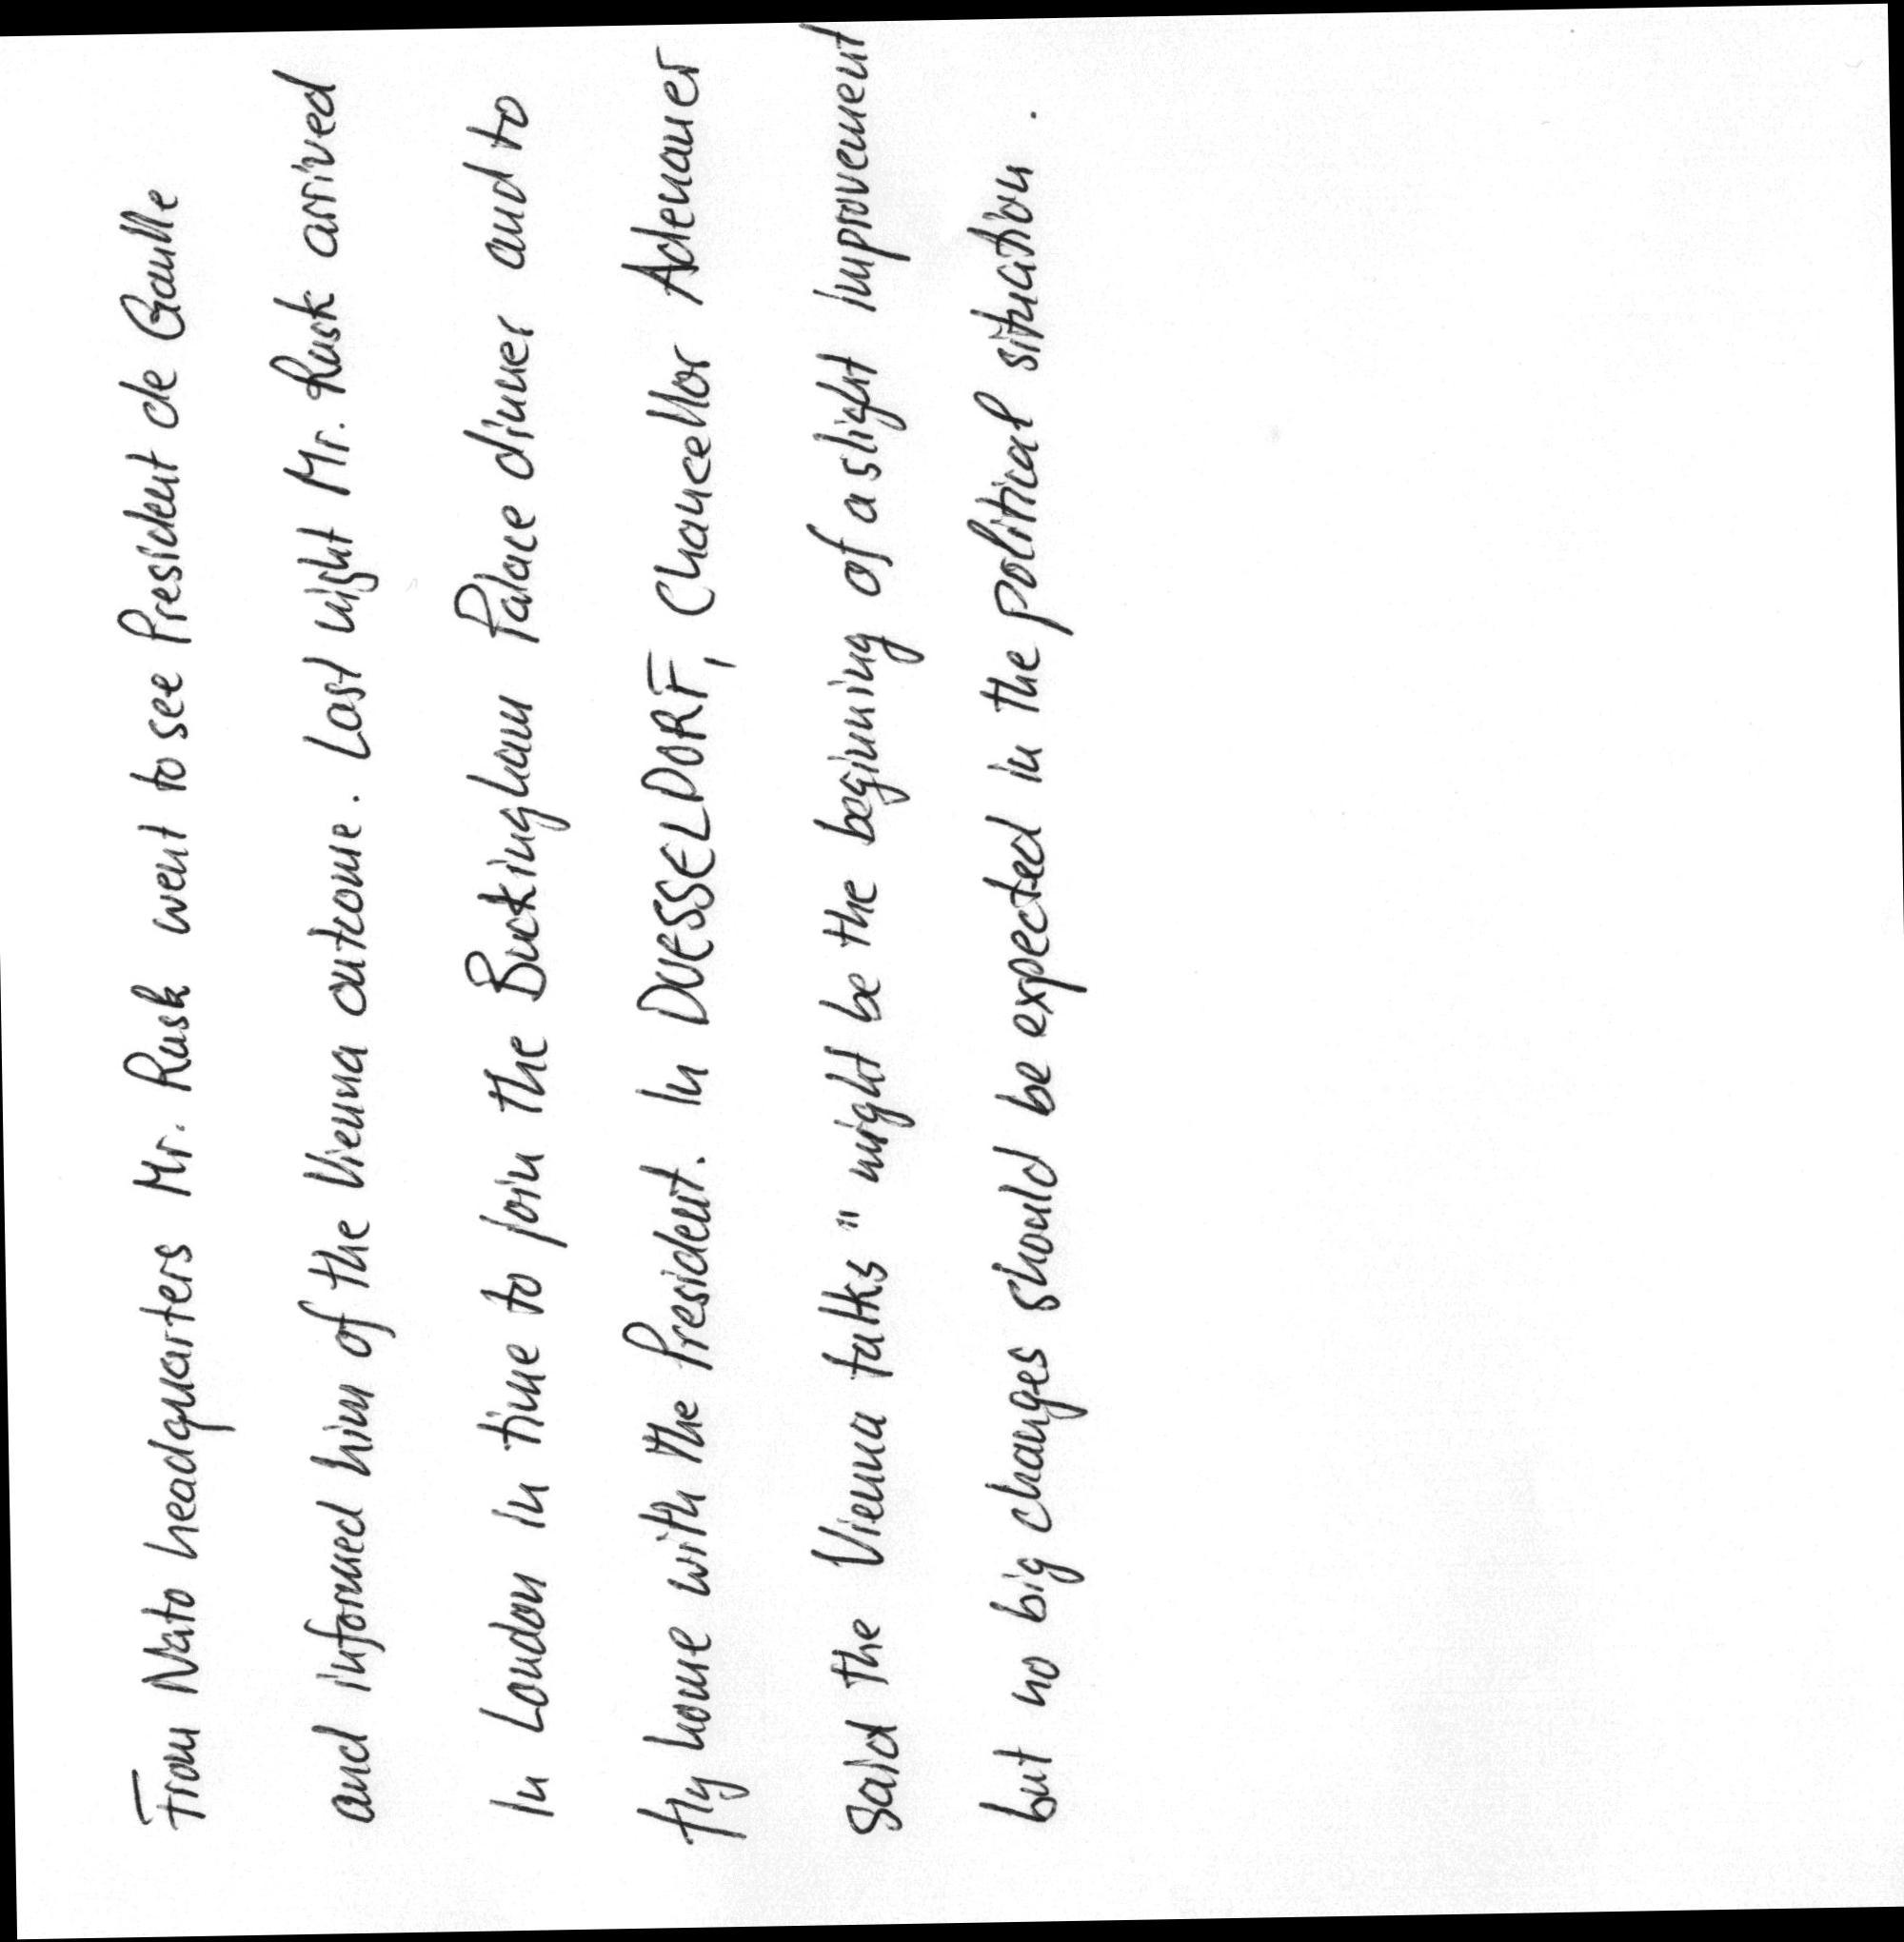 From Nato headquarters Mr. Rusk went to see President de Gaulle
and informed him of the Vienna outcome. Last night Mr. Rusk arrived
in London in time to join the Buckingham Palace dinner and to
fly home with the President. In DUESSELDORF, Chancellor Adenauer
said the Vienna talks " might be the beginning of a slight improvement
but no big changes should be expected in the political situation .